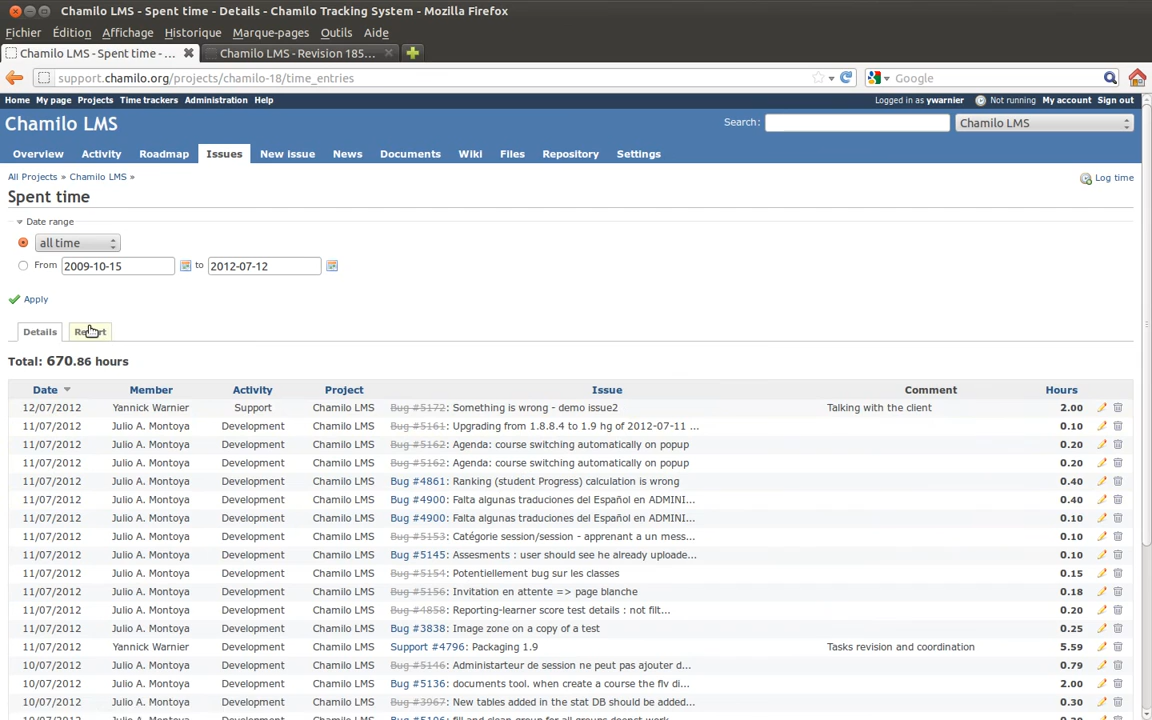 Chamilo LMS - Spent time - Details - Chamilo Tracking System - Mozilla Firefox
Fichier Édition Affichage Historique Marque-pages Outils Aide
Chamilo LMS - Spent time - ... Chamilo LMS - Revision 185...
support.chamilo.org/projects/chamilo-18/time_entries Google
Home My page Projects Time trackers Administration Help Logged in as ywarnier Not running My account Sign out
Chamilo LMS Search: Chamilo LMS
Overview Activity Roadmap Issues New issue News Documents Wiki Files Repository Settings
All Projects » Chamilo LMS » Log time
Spent time
Date range
all time
From 2009-10-15 to 2012-07-12
Apply
Details
Total: 670.86 hours
Date Member Activity Project Issue Comment Hours
12/07/2012 Yannick Warnier Support Chamilo LMS Bug #5172: Something is wrong - demo issue2 Talking with the client 2.00
11/07/2012 Julio A. Montoya Development Chamilo LMS Bug #5161: Upgrading from 1.8.8.4 to 1.9 hg of 2012-07-11 ... 0.10
11/07/2012 Julio A. Montoya Development Chamilo LMS Bug #5162: Agenda: course switching automatically on popup 0.20
11/07/2012 Julio A. Montoya Development Chamilo LMS Bug #5162: Agenda: course switching automatically on popup 0.20
11/07/2012 Julio A. Montoya Development Chamilo LMS Bug #4861: Ranking (student Progress) calculation is wrong 0.40
11/07/2012 Julio A. Montoya Development Chamilo LMS Bug #4900: Falta algunas traduciones del Español en ADMINI... 0.40
11/07/2012 Julio A. Montoya Development Chamilo LMS Bug #4900: Falta algunas traduciones del Español en ADMINI... 0.10
11/07/2012 Julio A. Montoya Development Chamilo LMS Bug #5153: Catégorie session/session - apprenant a un mess... 0.10
11/07/2012 Julio A. Montoya Development Chamilo LMS Bug #5145: Assesments : user should see he already uploade... 0.10
11/07/2012 Julio A. Montoya Development Chamilo LMS Bug #5154: Potentiellement bug sur les classes 0.15
11/07/2012 Julio A. Montoya Development Chamilo LMS Bug #5156: Invitation en attente => page blanche 0.18
11/07/2012 Julio A. Montoya Development Chamilo LMS Bug #4858: Reporting-learner score test details : not filt... 0.20
11/07/2012 Julio A. Montoya Development Chamilo LMS Bug #3838: Image zone on a copy of a test 0.25
11/07/2012 Yannick Warnier Development Chamilo LMS Support #4796: Packaging 1.9 Tasks revision and coordination 5.59
10/07/2012 Julio A. Montoya Development Chamilo LMS Bug #5146: Administarteur de session ne peut pas ajouter d... 0.79
10/07/2012 Julio A. Montoya Development Chamilo LMS Bug #5136: documents tool. when create a course the flv di... 2.00
10/07/2012 Julio A. Montoya Development Chamilo LMS Bug #3967: New tables added in the stat DB should be added... 0.30